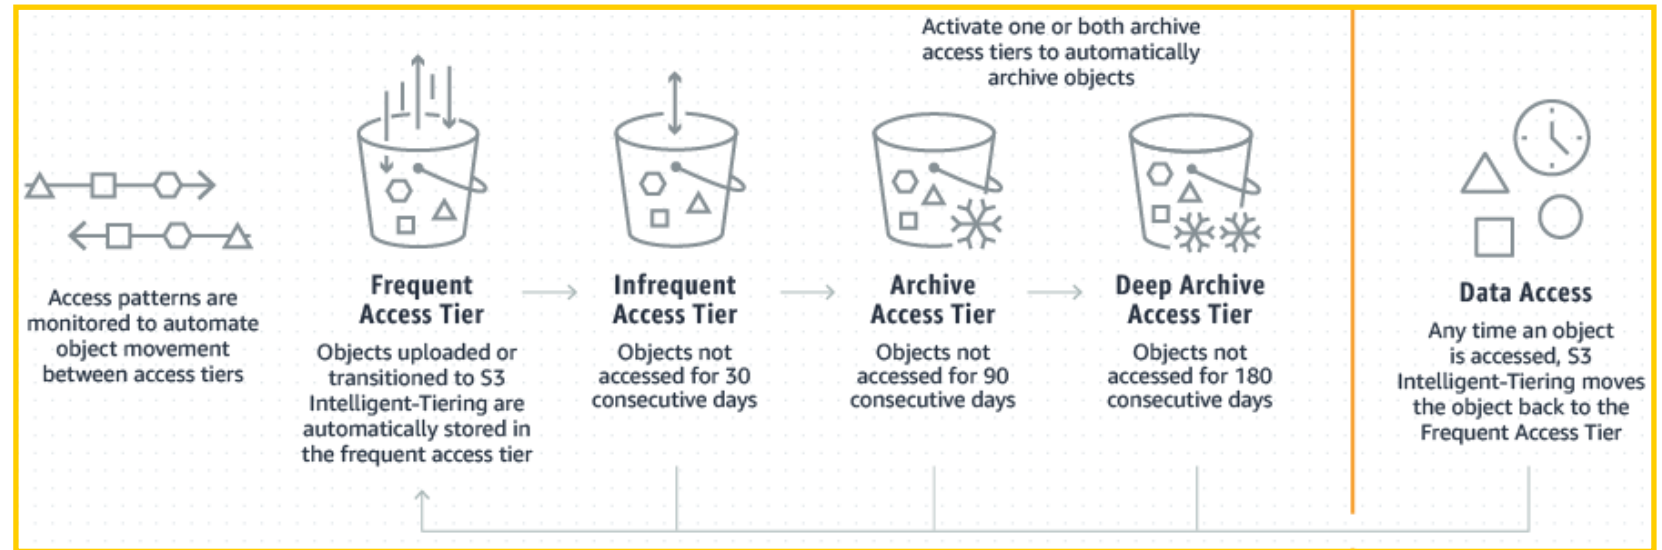 Activate one or both archive
access tiers to automatically
archive objects
Access patterns are
monitored to automate
object movement
between access tiers
Frequent
Access Tier
Objects uploaded or
transitioned to S3
Intelligent-Tiering are
automatically stored in
the frequent access tier
Infrequent
Access Tier
Objects not
accessed for 30
consecutive days
Archive
Access Tier
Objects not
accessed for 90
consecutive days
Deep Archive
Access Tier
Objects not
accessed for 180
consecutive days
Data Access
Any time an object
is accessed, S3
Intelligent-Tiering moves
the object back to the
Frequent Access Tier